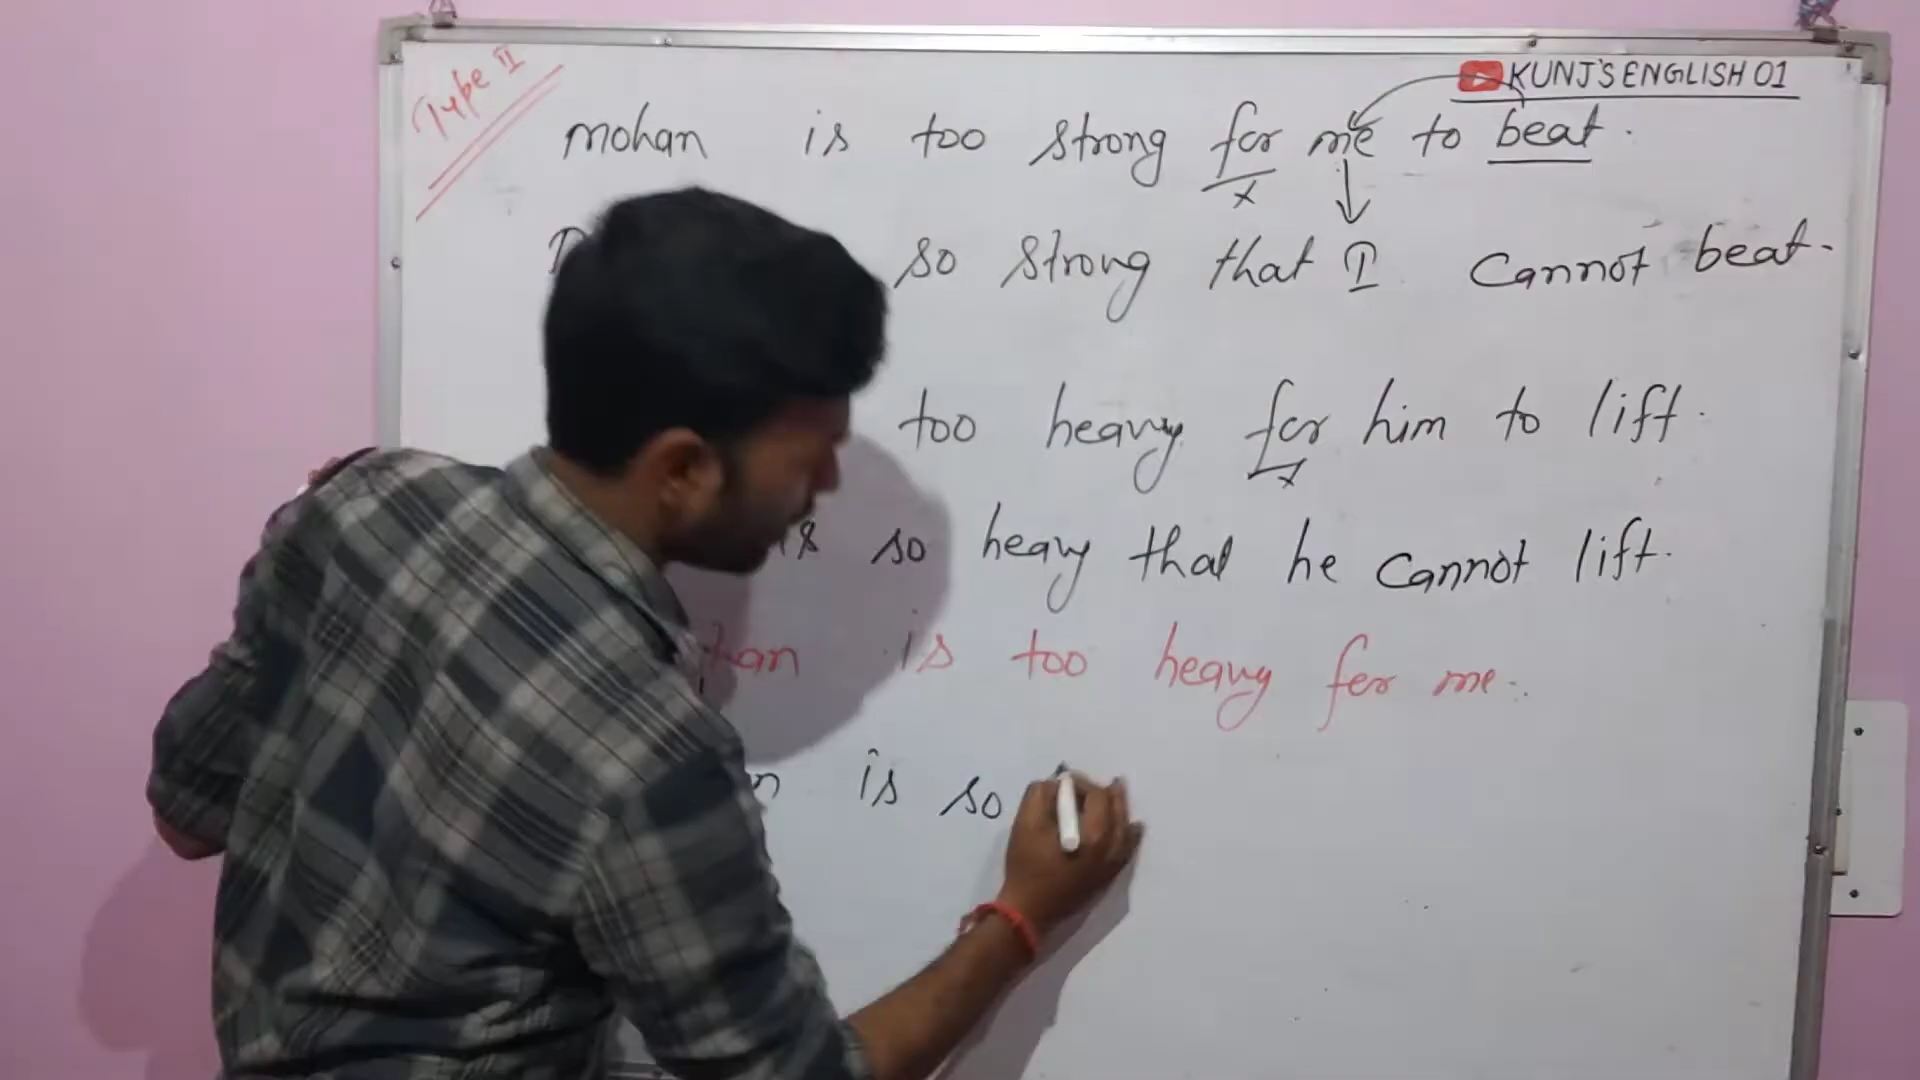 Type II
KUNJ'S ENGLISH 01
mohan is too strong for me to beat.
x
so strong that I cannot beat.
too heavy for him to lift.
x
is so heavy that he cannot lift.
is too heavy for me.
is so